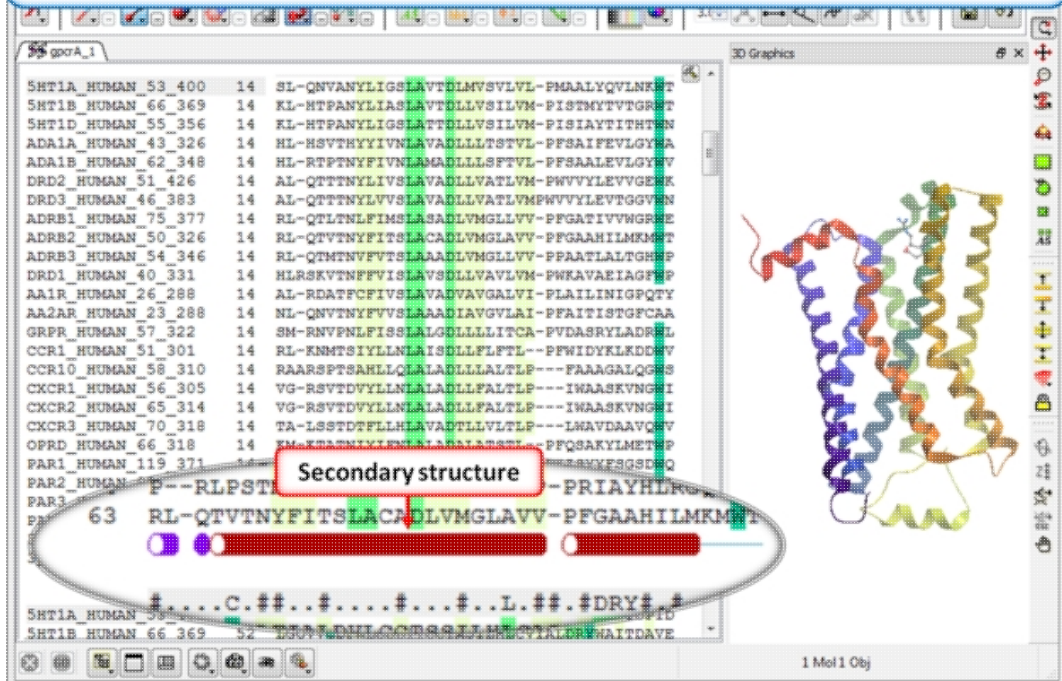 gpcrA_1
3D Graphics
5HT1A_HUMAN_53_400 14 SL-QNVANYLIGSLAVTDLMVSVLVL-PMAALYQVLNKWT
5HT1B_HUMAN_66_369 14 KL-HTPANYLIASLAVTDLLVSILVM-PISTMYTVTGRWT
5HT1D_HUMAN_55_356 14 KL-HTPANYLIGSLATTDLLVSILVM-PISIAYTITHTWN
ADA1A_HUMAN_43_326 14 HL-HSVTHYYIVNLAVADLLLTSTVL-PFSAIFEVLGYWA
ADA1B_HUMAN_62_348 14 HL-RTPTNYFIVNLAMADLLLSFTVL-PFSAALEVLGYWV
DRD2_HUMAN_51_426 14 AL-QTTTNYLIVSLAVADLLVATLVM-PWVVYLEVVGEWK
DRD3_HUMAN_46_383 14 AL-QTTTNYLVVSLAVADLLVATLVMPWVVYLEVTGGVWN
ADRB1_HUMAN_75_377 14 RL-QTLTNLFIMSLASADLVMGLLVV-PFGATIVVWGRWE
ADRB2_HUMAN_50_326 14 RL-QTVTNYFITSLACADLVMGLAVV-PFGAAHILMKMWT
ADRB3_HUMAN_54_346 14 RL-QTMTNVFVTSLAAADLVMGLLVV-PPAATLALTGHWP
DRD1_HUMAN_40_331 14 HLRSKVTNFFVISLAVSDLLVAVLVM-PWKAVAEIAGFWP
AA1R_HUMAN_26_288 14 AL-RDATFCFIVSLAVADVAVGALVI-PLAILINIGPQTY
AA2AR_HUMAN_23_288 14 NL-QNVTNYFVVSLAAADIAVGVLAI-PFAITISTGFCAA
GRPR_HUMAN_57_322 14 SM-RNVPNLFISSLALGDLLLLITCA-PVDASRYLADRWL
CCR1_HUMAN_51_301 14 RL-KNMTSIYLLNLAISDLLFLFTL--PFWIDYKLKDDWV
CCR10_HUMAN_58_310 14 RAARSPTSAHLLQLALADLLLALTLP---FAAAGALQGWS
CXCR1_HUMAN_56_305 14 VG-RSVTDVYLLNLALADLLFALTLP---IWAASKVNGWI
CXCR2_HUMAN_65_314 14 VG-RSVTDVYLLNLALADLLFALTLP---IWAASKVNGWI
CXCR3_HUMAN_70_318 14 TA-LSSTDTFLLHLAVADTLLVLTLP---LWAVDAAVQWV
OPRD_HUMAN_66_318 14 PFQSAKYLMETWP
PAR1_HUMAN_119_371
PAR2_HUMAN
Secondary structure
63 RL-QTVTNYFITSLACADLVMGLAVV-PFGAAHILMKMWT
#....C.##..#....#...#..L.##.#DRY#.#
5HT1A_HUMAN
5HT1B_HUMAN_66_369 52
1 Mol 1 Obj